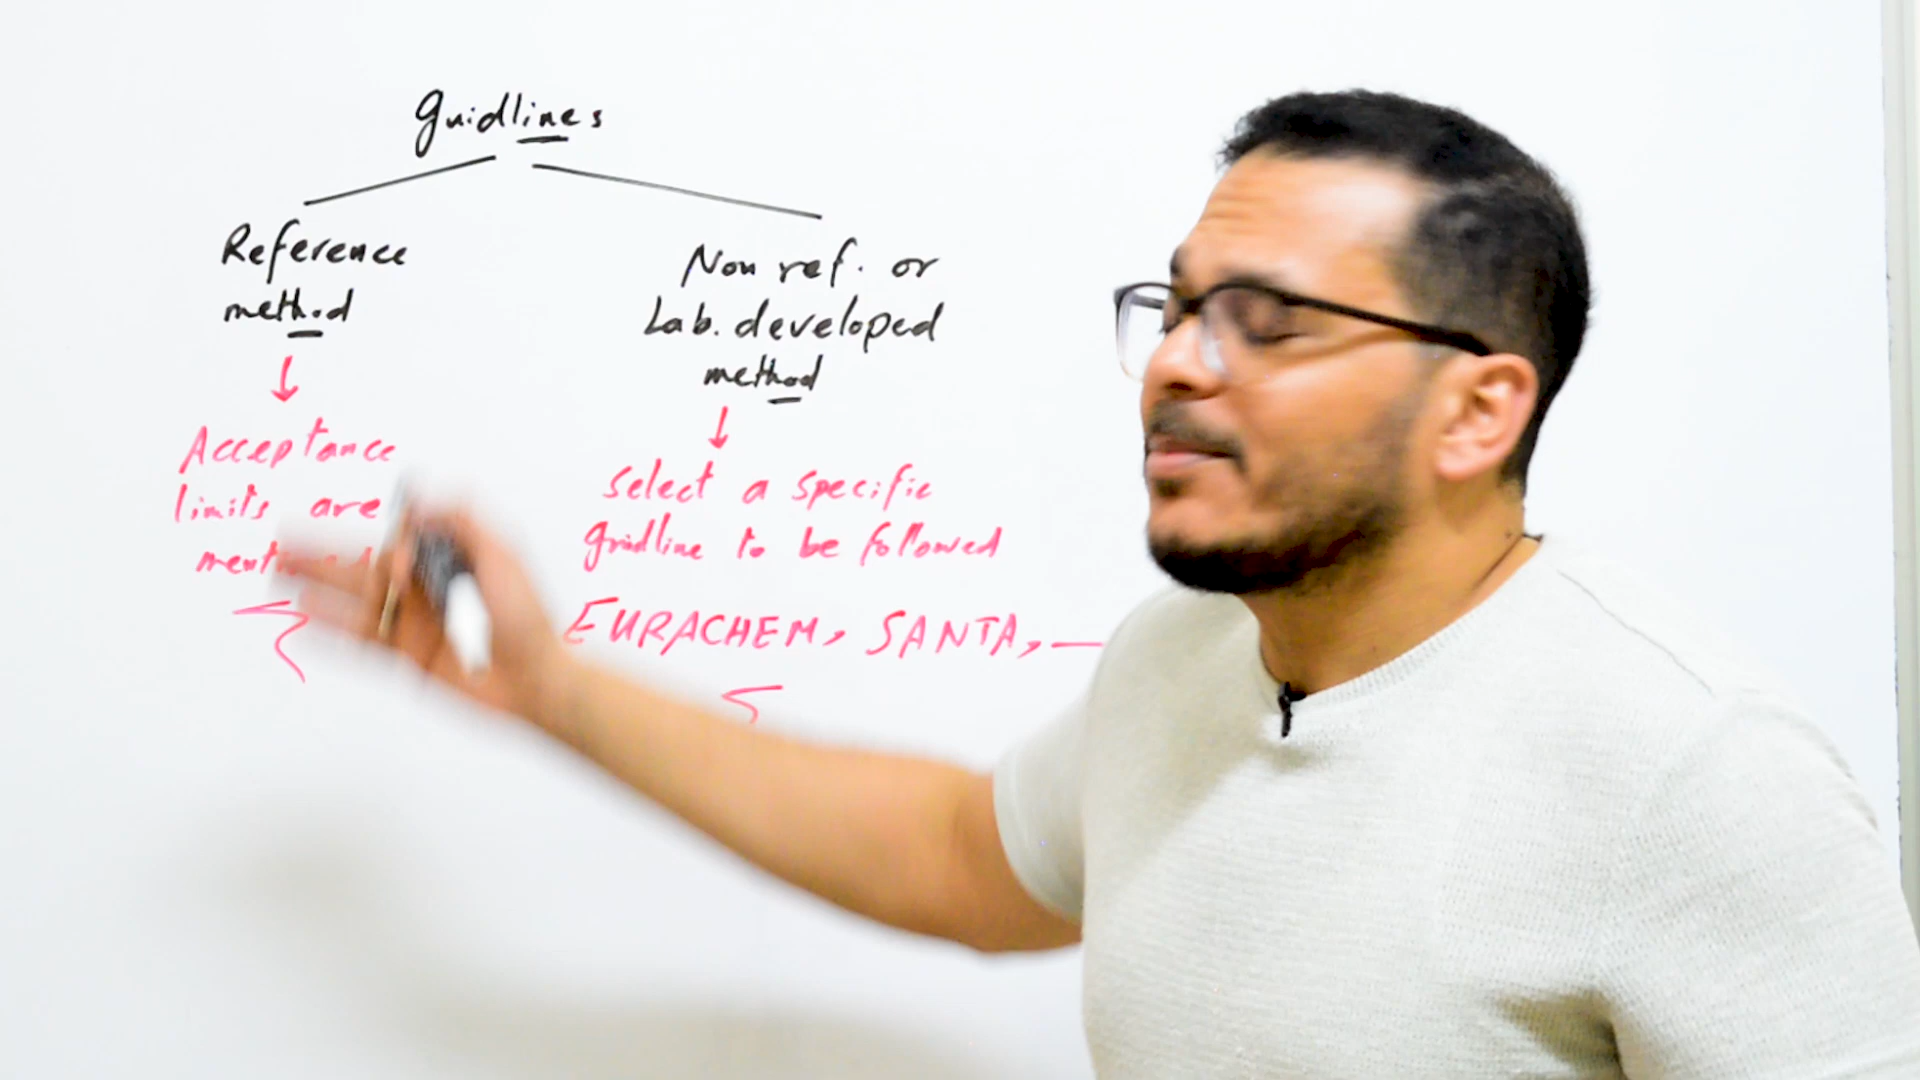 guidlines
Reference
method
Non ref. or
Lab. developed
method
Acceptance
limits are
select a specific
gridline to be followed
EURACHEM, SANTA, —